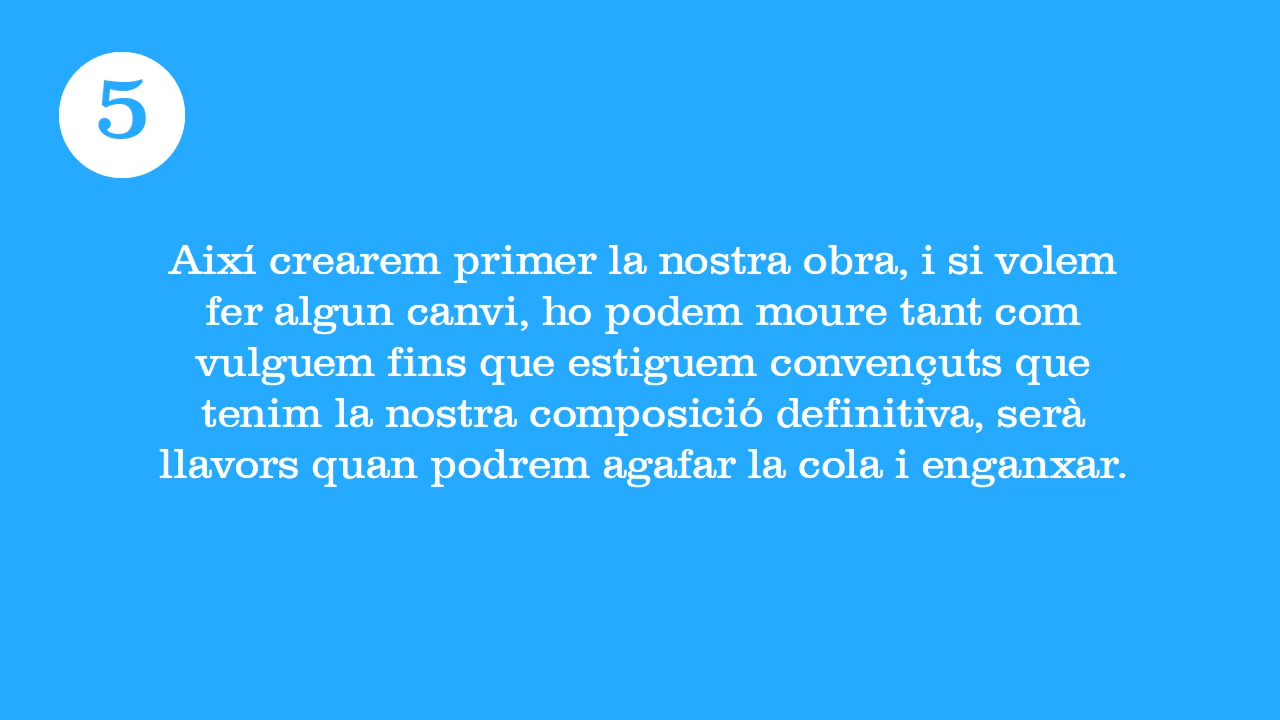 5
Així crearem primer la nostra obra, i si volem
fer algun canvi, ho podem moure tant com
vulguem fins que estiguem convençuts que
tenim la nostra composició definitiva, serà
llavors quan podrem agafar la cola i enganxar.